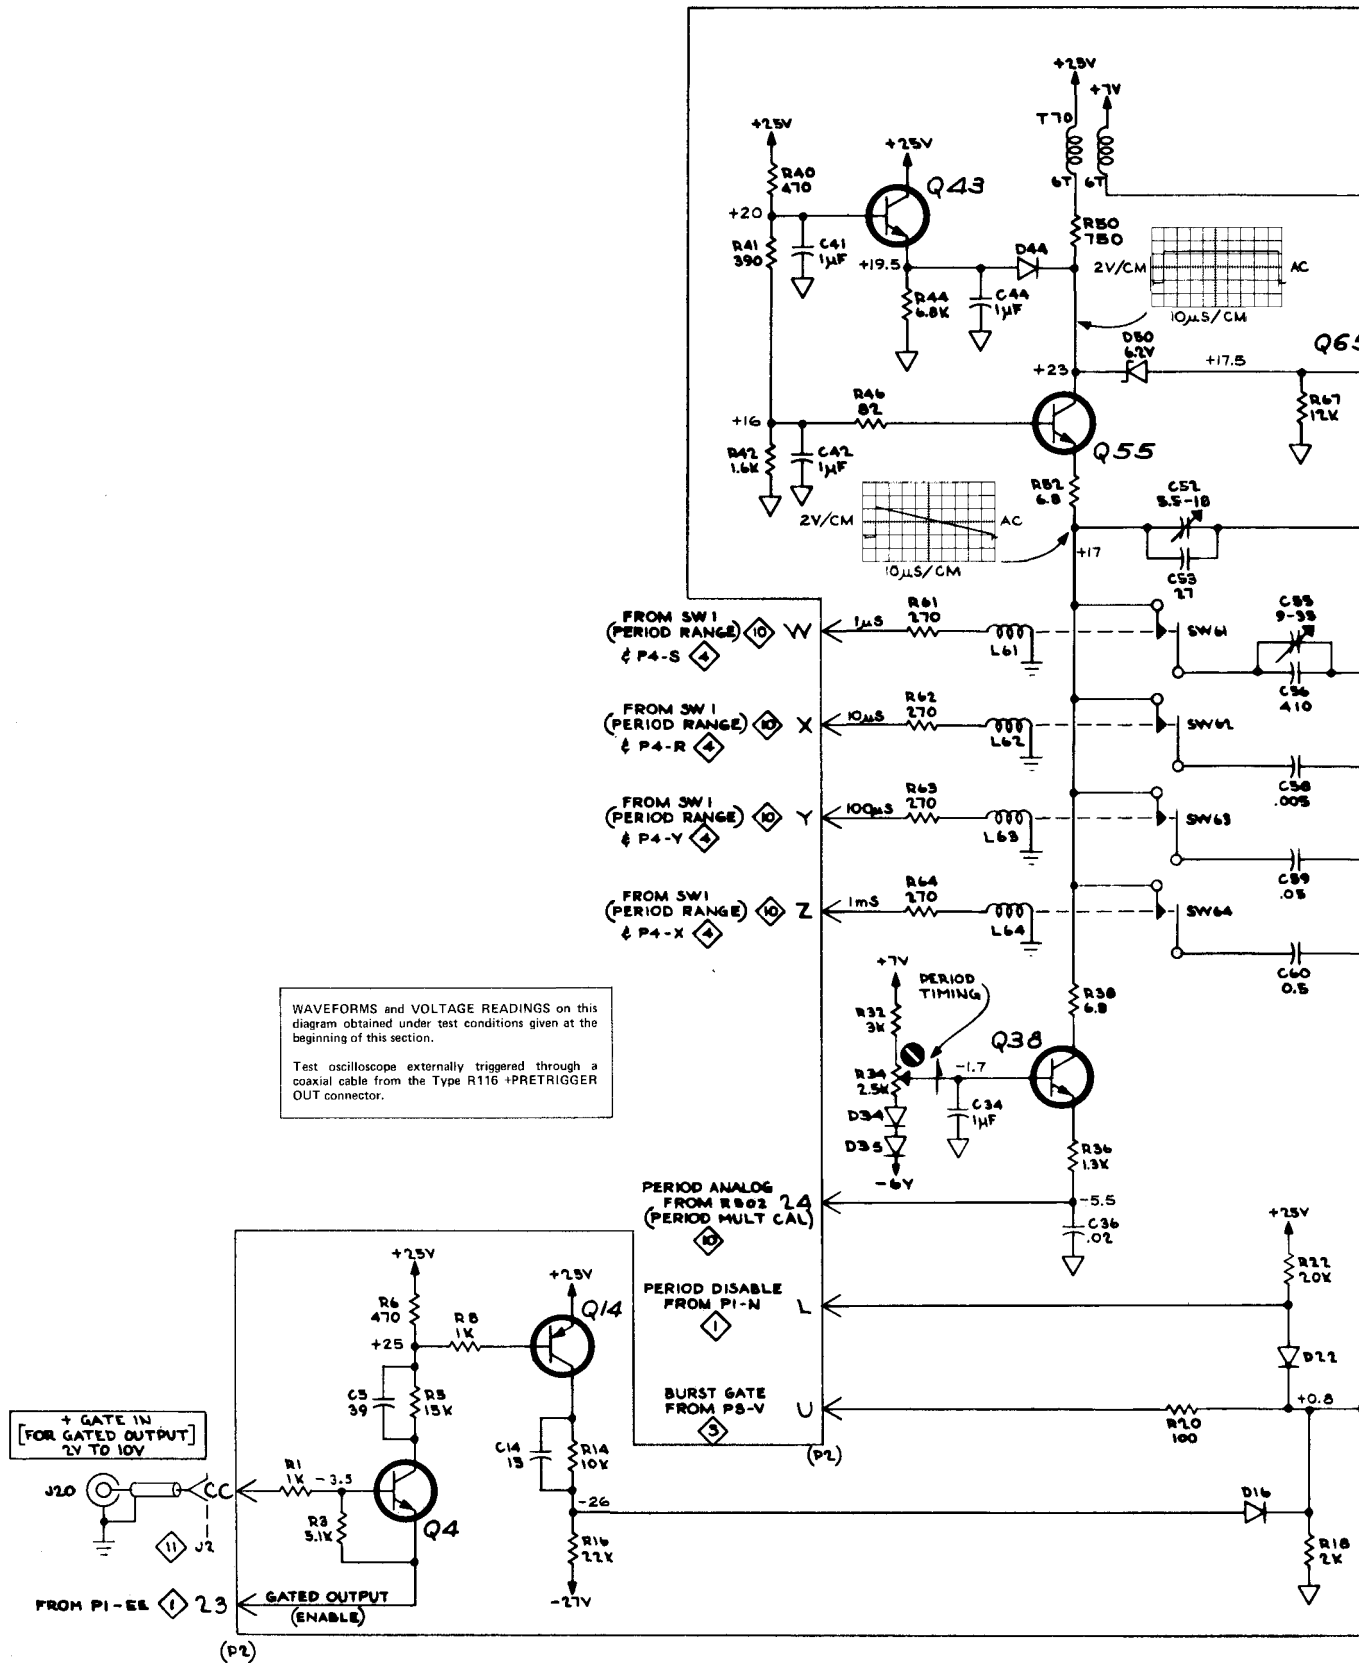 +25V
+7V
T70
6T
6T
+25V
R40
470
+25V
Q43
+20
R41
390
C41
1µF
+19.5
D44
R50
750
2V/CM
AC
10µS/CM
R44
6.8K
C44
1µF
D50
6.2V
+17.5
Q65
+23
R67
12K
R46
82
+16
Q55
R42
1.6K
C42
1µF
R52
6.8
C52
5.5-18
2V/CM
AC
10µS/CM
+17
C53
27
FROM SW1
(PERIOD RANGE) 10 W
& P4-S 4
1µS
R61
270
L61
SW61
C55
9-35
C56
410
FROM SW1
(PERIOD RANGE) 10 X
& P4-R 4
10µS
R62
270
L62
SW62
C58
.005
FROM SW1
(PERIOD RANGE) 10 Y
& P4-Y 4
100µS
R63
270
L63
SW63
C59
.05
FROM SW1
(PERIOD RANGE) 10 Z
& P4-X 4
1mS
R64
270
L64
SW64
C60
0.5
+7V
PERIOD
TIMING
R32
3K
R38
6.8
Q38
R34
2.5K
-1.7
C34
1µF
D34
D35
-6V
R36
1.3K
WAVEFORMS and VOLTAGE READINGS on this
diagram obtained under test conditions given at the
beginning of this section.
Test oscilloscope externally triggered through a
coaxial cable from the Type R116 +PRETRIGGER
OUT connector.
PERIOD ANALOG
FROM R802 24
(PERIOD MULT CAL)
10
-5.5
C36
.02
+25V
R22
20K
PERIOD DISABLE
FROM P1-N L
1
D22
BURST GATE
FROM P5-V U
3
(P2)
R20
100
+0.8
D16
R18
2K
+25V
R6
470
+25
R8
1K
+25V
Q14
C5
39
R5
15K
C14
15
R14
10K
-26
R16
22K
-27V
+ GATE IN
[FOR GATED OUTPUT]
2V TO 10V
J20
CC
R1
1K
-3.5
R3
5.1K
Q4
11 J2
FROM P1-EE 1 23
GATED OUTPUT
(ENABLE)
(P2)